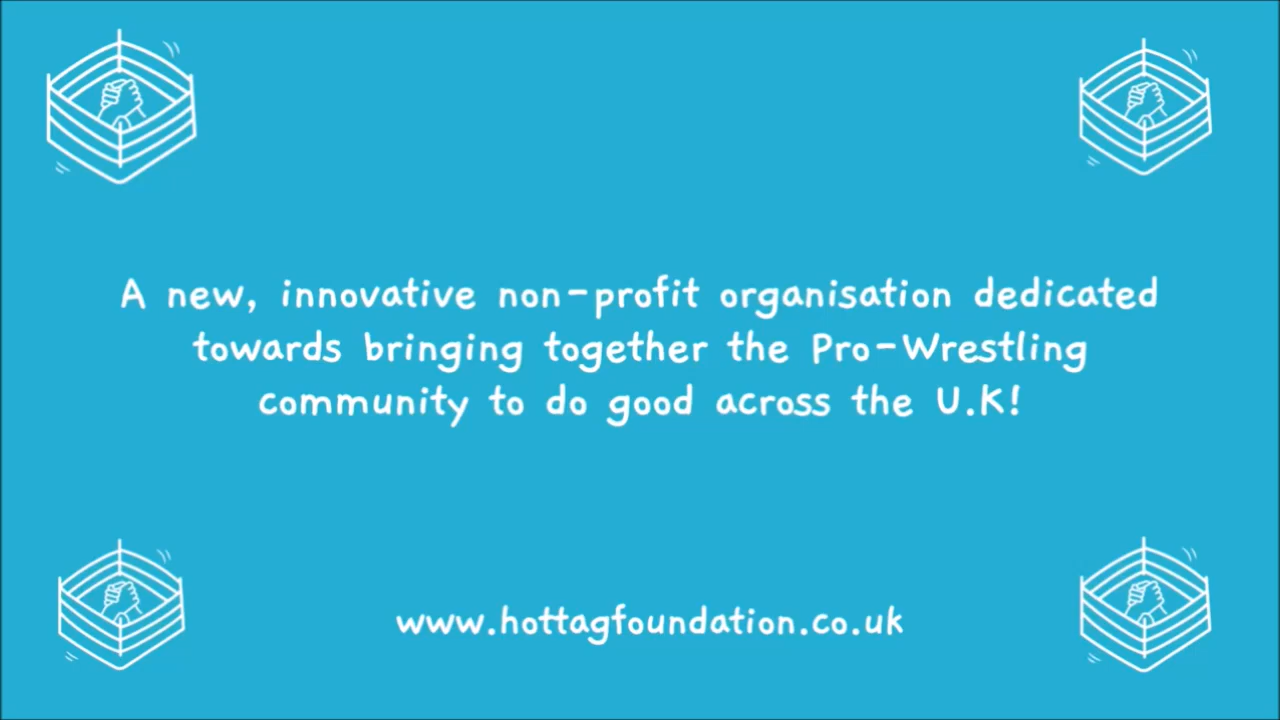 A new, innovative non-profit organisation dedicated
towards bringing together the Pro-Wrestling
community to do good across the U.K!
www.hottagfoundation.co.uk